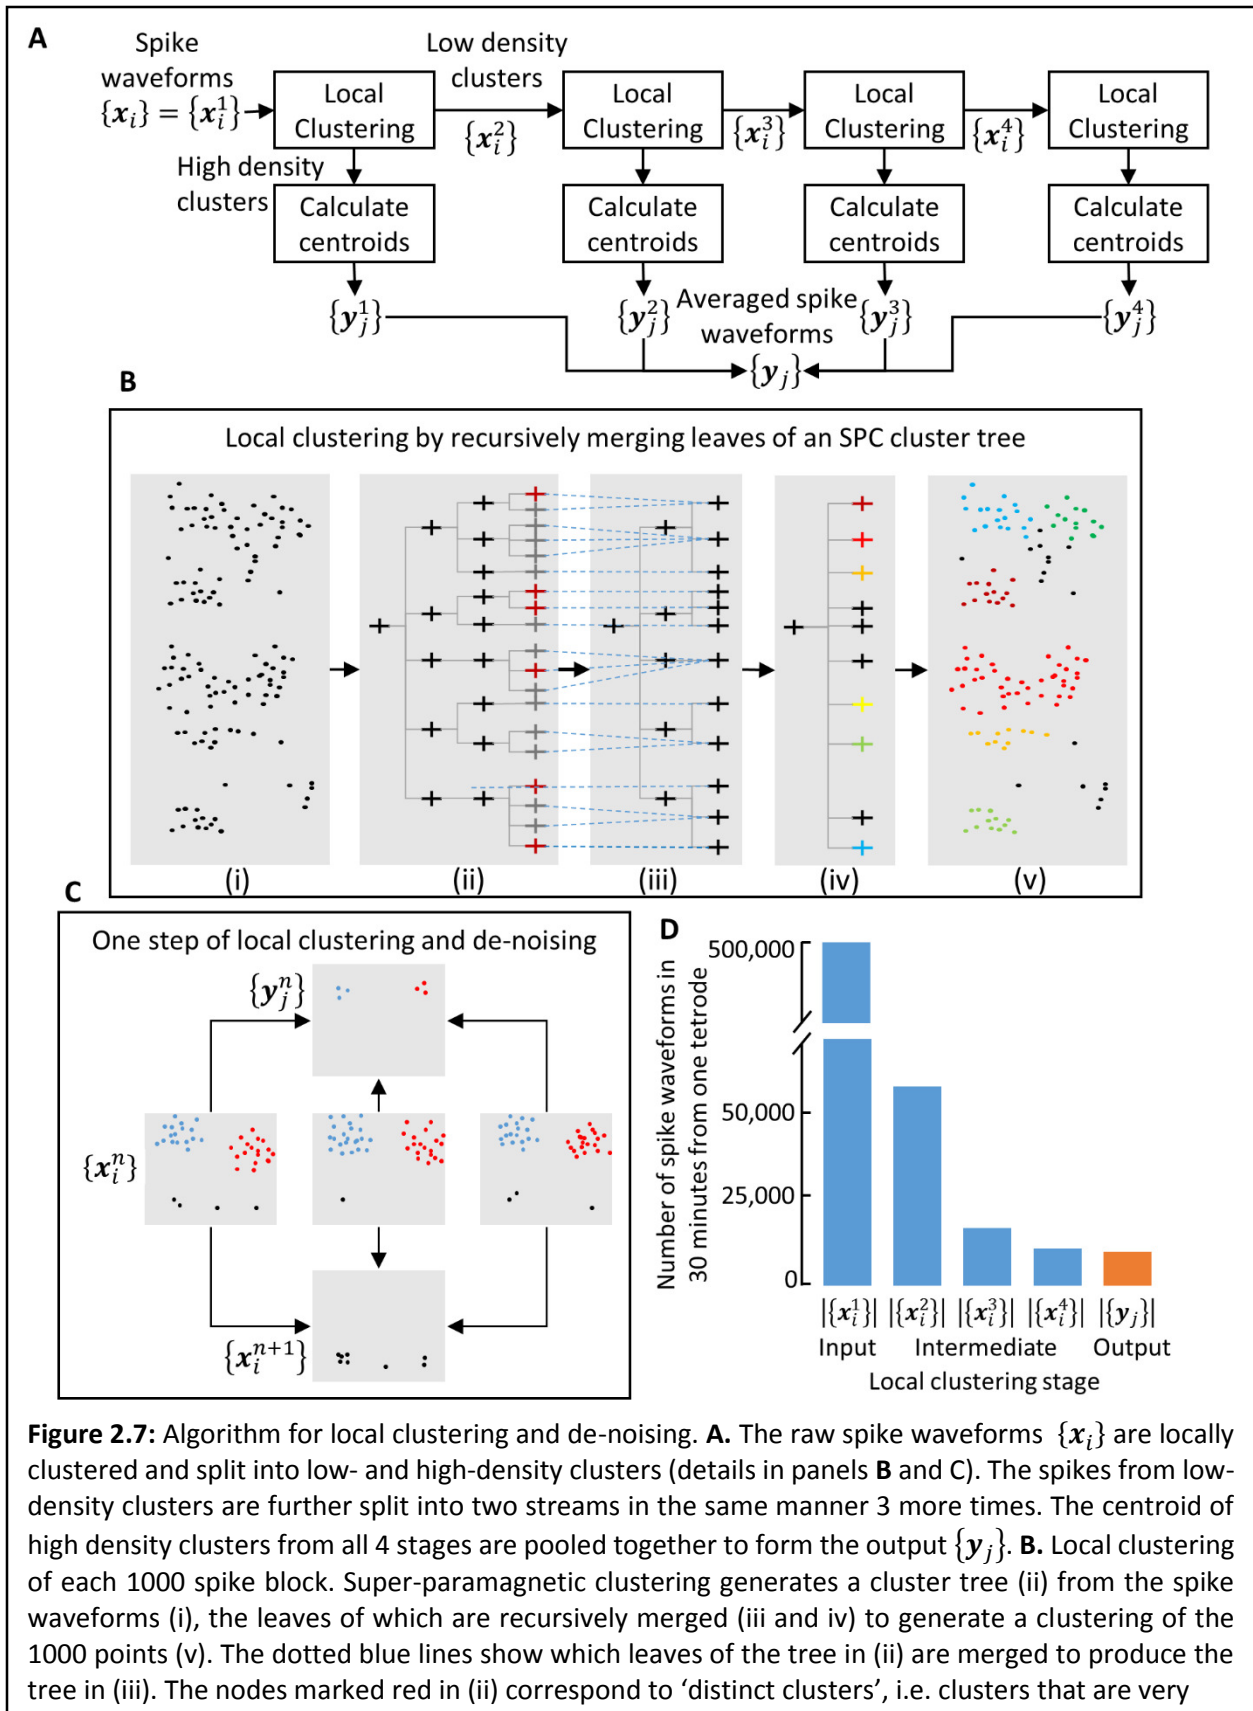 A
Spike
waveforms
{x_i} = {x_i^1}
Low density
clusters
Local
Clustering
{x_i^2}
Local
Clustering
{x_i^3}
Local
Clustering
{x_i^4}
Local
Clustering
High density
clusters
Calculate
centroids
Calculate
centroids
Calculate
centroids
Calculate
centroids
{y_j^1}
{y_j^2}
Averaged spike
waveforms
{y_j^3}
{y_j^4}
{y_j}
B
Local clustering by recursively merging leaves of an SPC cluster tree
(i)
(ii)
(iii)
(iv)
(v)
C
One step of local clustering and de-noising
{y_j^n}
{x_i^n}
{x_i^{n+1}}
D
Number of spike waveforms in
30 minutes from one tetrode
500,000
50,000
25,000
0
|{x_i^1}| |{x_i^2}| |{x_i^3}| |{x_i^4}| |{y_j}|
Input Intermediate Output
Local clustering stage
Figure 2.7: Algorithm for local clustering and de-noising. A. The raw spike waveforms {x_i} are locally
clustered and split into low- and high-density clusters (details in panels B and C). The spikes from low-
density clusters are further split into two streams in the same manner 3 more times. The centroid of
high density clusters from all 4 stages are pooled together to form the output {y_j}. B. Local clustering
of each 1000 spike block. Super-paramagnetic clustering generates a cluster tree (ii) from the spike
waveforms (i), the leaves of which are recursively merged (iii and iv) to generate a clustering of the
1000 points (v). The dotted blue lines show which leaves of the tree in (ii) are merged to produce the
tree in (iii). The nodes marked red in (ii) correspond to ‘distinct clusters’, i.e. clusters that are very